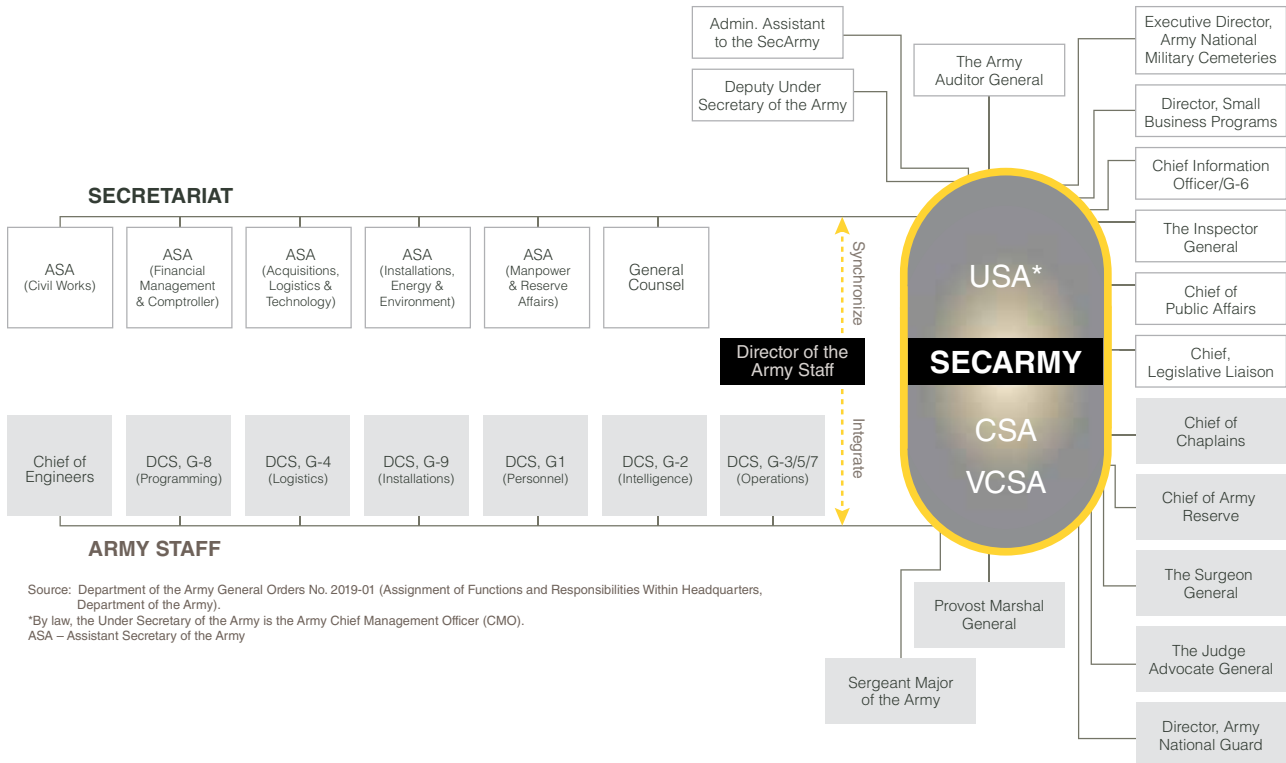 Admin. Assistant
to the SecArmy
Deputy Under
Secretary of the Army
The Army
Auditor General
Executive Director,
Army National
Military Cemeteries
Director, Small
Business Programs
Chief Information
Officer/G-6
The Inspector
General
Chief of
Public Affairs
Chief,
Legislative Liaison
Chief of
Chaplains
Chief of Army
Reserve
The Surgeon
General
The Judge
Advocate General
Director, Army
National Guard
SECRETARIAT
ASA
(Civil Works)
ASA
(Financial
Management
& Comptroller)
ASA
(Acquisitions,
Logistics &
Technology)
ASA
(Installations,
Energy &
Environment)
ASA
(Manpower
& Reserve
Affairs)
General
Counsel
Synchronize
Director of the
Army Staff
Integrate
USA*
SECARMY
CSA
VCSA
Chief of
Engineers
DCS, G-8
(Programming)
DCS, G-4
(Logistics)
DCS, G-9
(Installations)
DCS, G1
(Personnel)
DCS, G-2
(Intelligence)
DCS, G-3/5/7
(Operations)
ARMY STAFF
Provost Marshal
General
Sergeant Major
of the Army
Source: Department of the Army General Orders No. 2019-01 (Assignment of Functions and Responsibilities Within Headquarters,
Department of the Army).
*By law, the Under Secretary of the Army is the Army Chief Management Officer (CMO).
ASA – Assistant Secretary of the Army